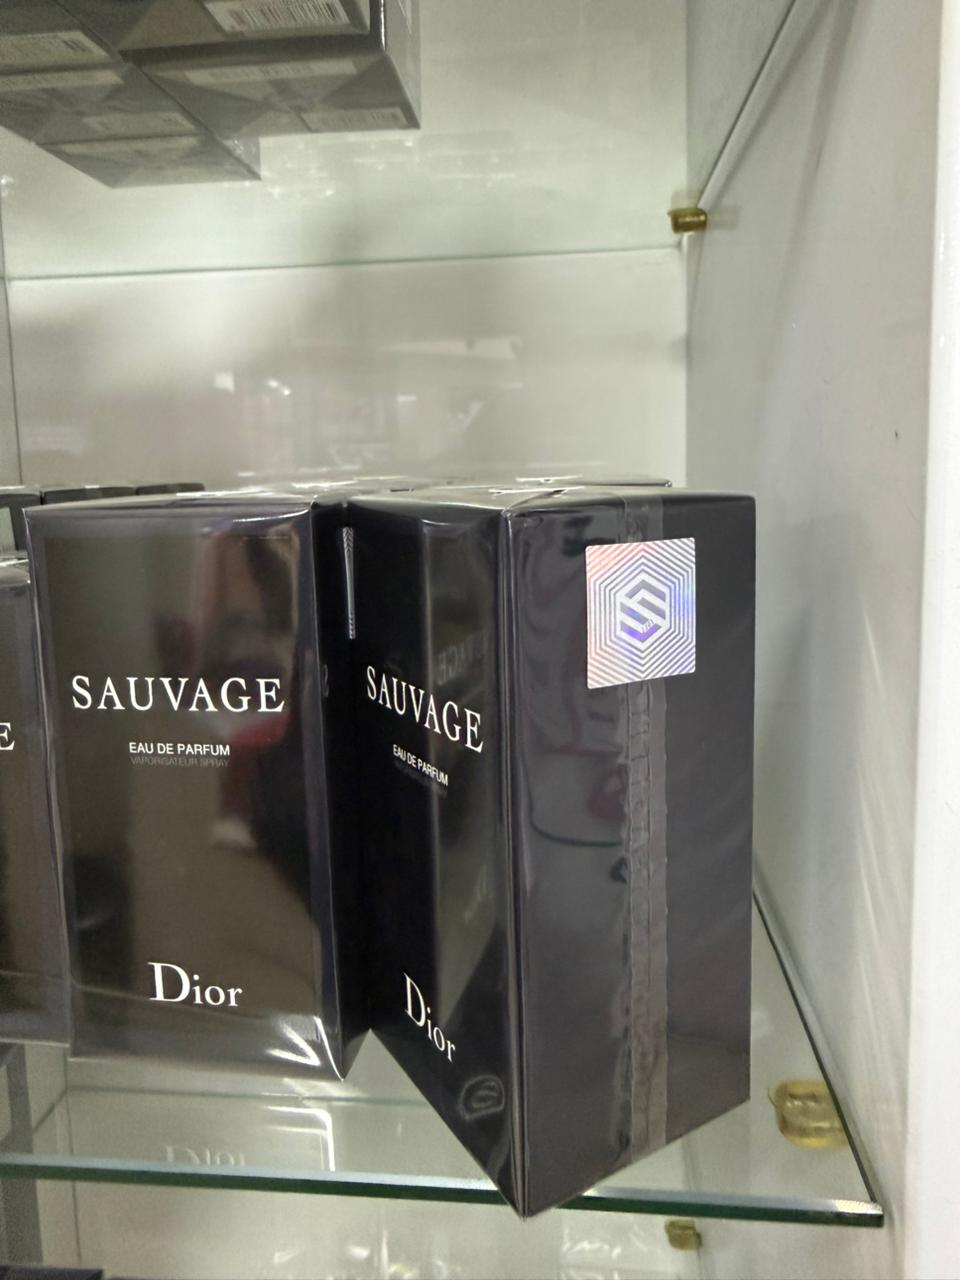 SAUVAGE
EAU DE PARFUM
VAPORISATEUR SPRAY
Dior
SAUVAGE
EAU DE PARFUM
Dior
E